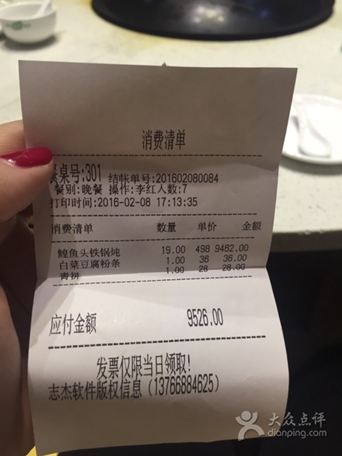 消费清单
餐桌号:301 结帐单号:201602080084
餐别:晚餐 操作:李红人数:7
打印时间:2016-02-08 17:13:35
消费清单 数量 单价 金额
鳇鱼头铁锅炖 19.00 498 9462.00
白菜豆腐粉条 1.00 36 36.00
青饼 1.00 28 28.00
应付金额 9526.00
发票仅限当日领取!
志杰软件版权信息(13766884625)
大众点评
dianping.com